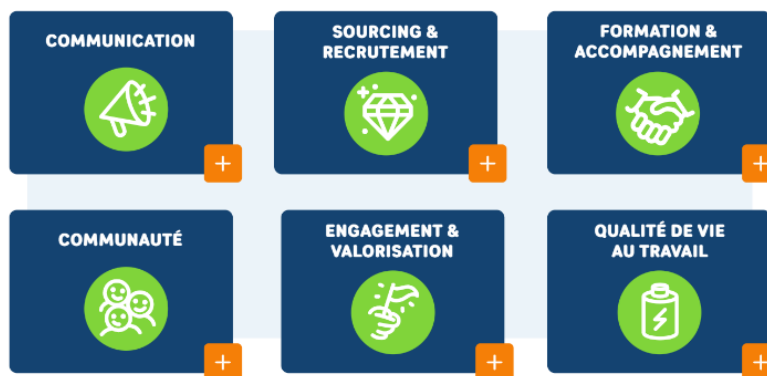 COMMUNICATION
SOURCING &
RECRUTEMENT
FORMATION &
ACCOMPAGNEMENT
+
+
+
COMMUNAUTÉ
ENGAGEMENT &
VALORISATION
QUALITÉ DE VIE
AU TRAVAIL
+
+
+